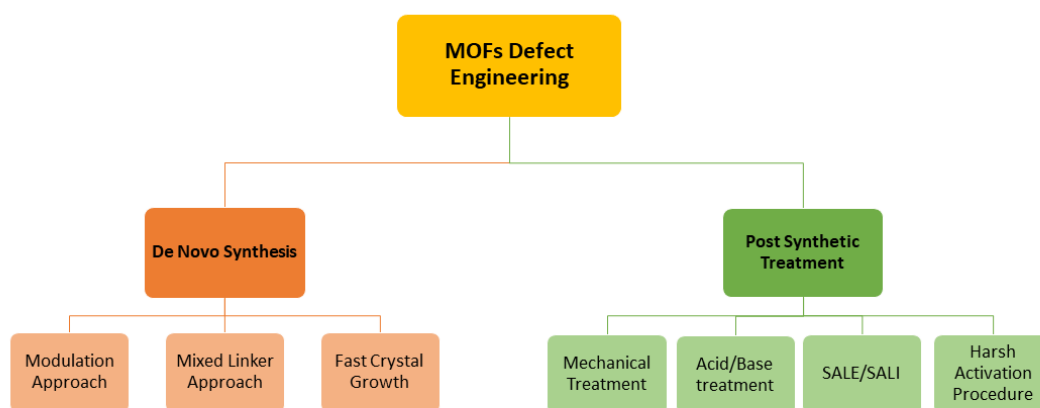 MOFs Defect
Engineering
De Novo Synthesis
Post Synthetic
Treatment
Modulation
Approach
Mixed Linker
Approach
Fast Crystal
Growth
Mechanical
Treatment
Acid/Base
treatment
SALE/SALI
Harsh
Activation
Procedure